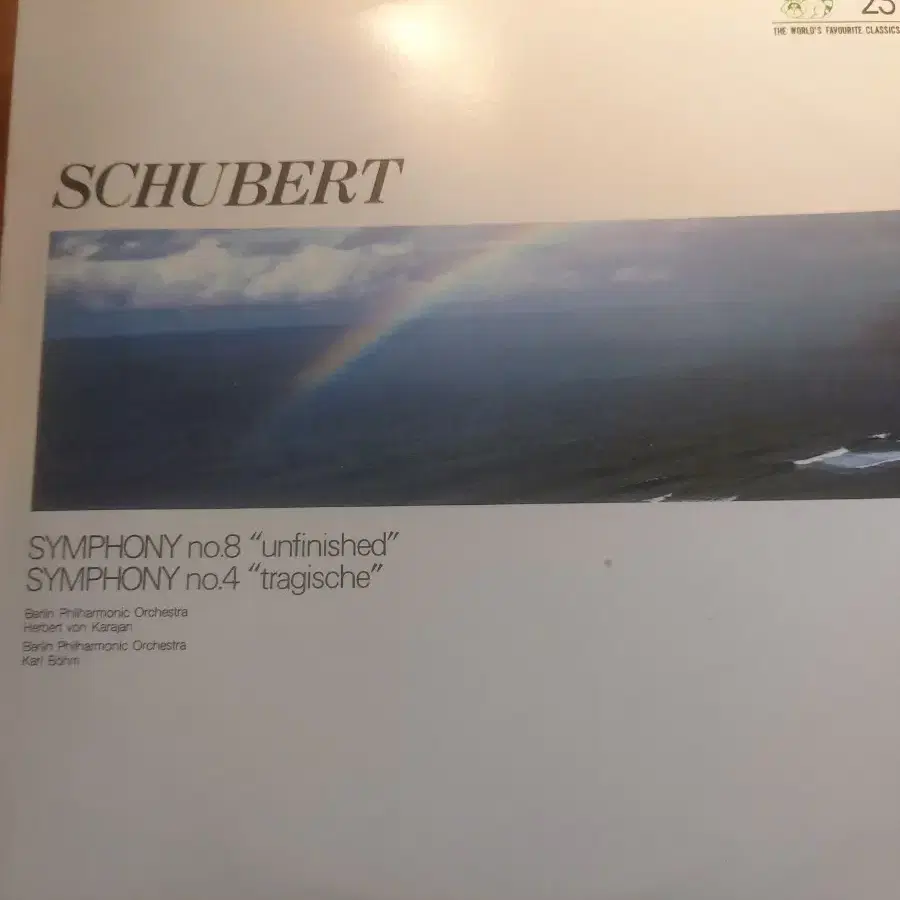 23
THE WORLD'S FAVOURITE CLASSICS
SCHUBERT
SYMPHONY no.8 “unfinished”
SYMPHONY no.4 “tragische”
Berlin Philharmonic Orchestra
Herbert von Karajan
Berlin Philharmonic Orchestra
Karl Böhm